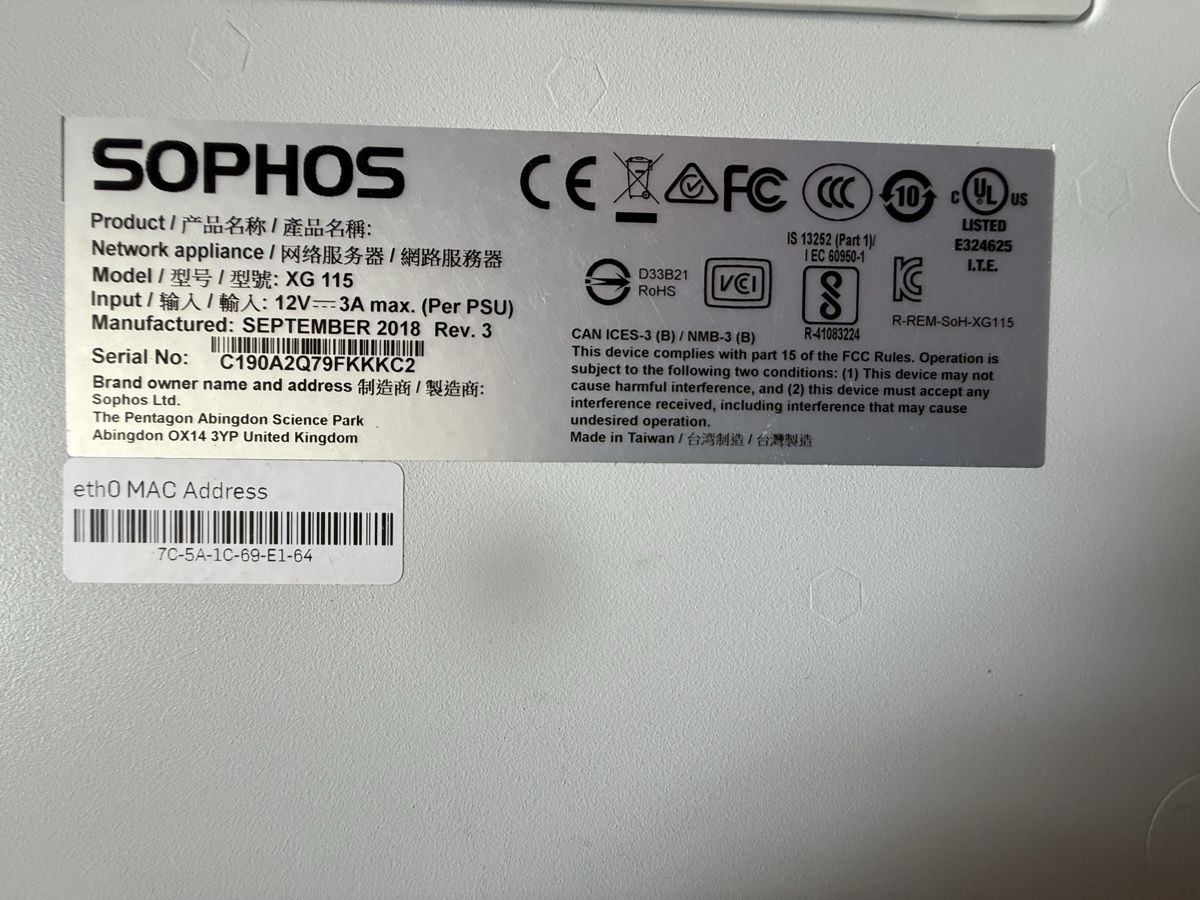 SOPHOS
Product / 产品名称 / 產品名稱:
Network appliance / 网络服务器 / 網路服務器
Model / 型号 / 型號: XG 115
Input / 输入 / 輸入: 12V⎓3A max. (Per PSU)
Manufactured: SEPTEMBER 2018 Rev. 3
Serial No: C190A2Q79FKKKC2
Brand owner name and address 制造商 / 製造商:
Sophos Ltd.
The Pentagon Abingdon Science Park
Abingdon OX14 3YP United Kingdom
CE
FC
CCC
10
C UL US
LISTED
E324625
I.T.E.
IS 13252 (Part 1)/
IEC 60950-1
D33B21
RoHS
VCI
R-41083224
R-REM-SoH-XG115
CAN ICES-3 (B) / NMB-3 (B)
This device complies with part 15 of the FCC Rules. Operation is
subject to the following two conditions: (1) This device may not
cause harmful interference, and (2) this device must accept any
interference received, including interference that may cause
undesired operation.
Made in Taiwan / 台湾制造 / 台灣製造
eth0 MAC Address
7C-5A-1C-69-E1-64